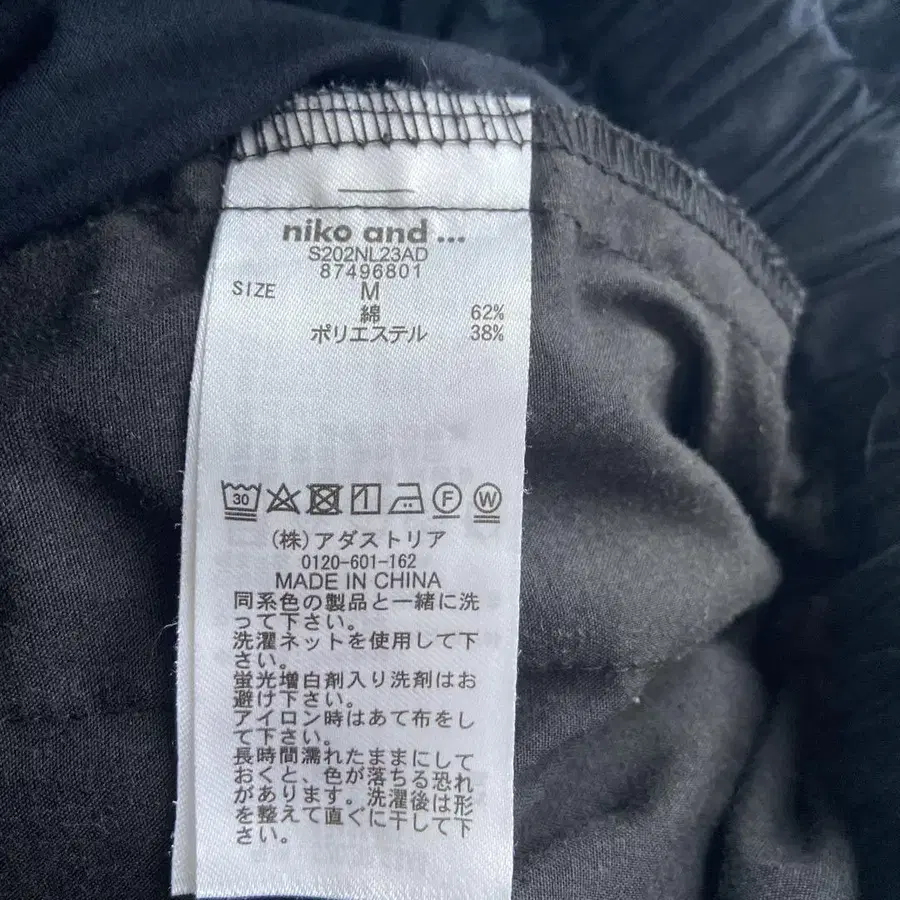 niko and ...
S202NL23AD
87496801
SIZE M
綿 62%
ポリエステル 38%
30 F W
(株)アダストリア
0120-601-162
MADE IN CHINA
同系色の製品と一緒に洗
って下さい。
洗濯ネットを使用して下
さい。
蛍光増白剤入り洗剤はお
避け下さい。
アイロン時はあて布をし
て下さい。
長時間濡れたままにして
おくと、色が落ちる恐れ
があります。洗濯後は形
を整えて直ぐに干して下
さい。